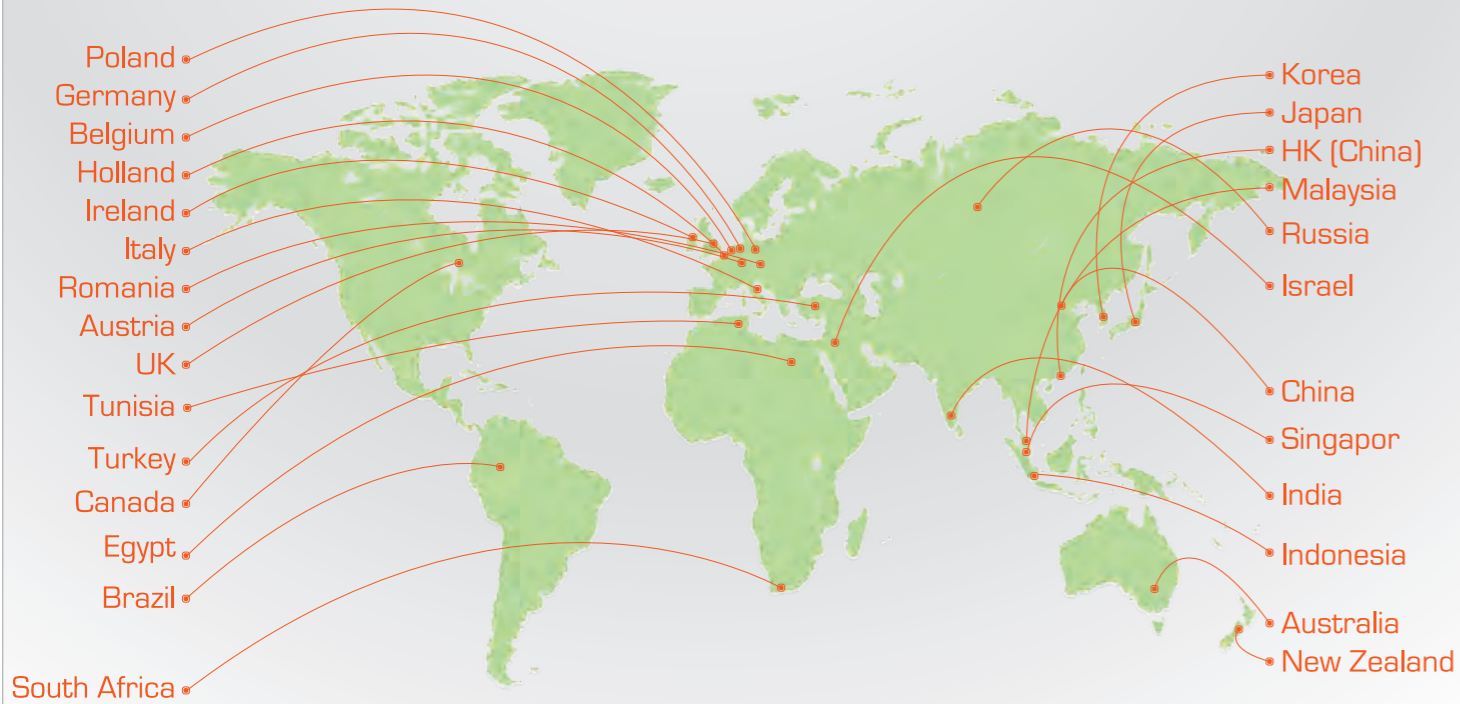 Poland
Germany
Belgium
Holland
Ireland
Italy
Romania
Austria
UK
Tunisia
Turkey
Canada
Egypt
Brazil
South Africa
Korea
Japan
HK (China)
Malaysia
Russia
Israel
China
Singapor
India
Indonesia
Australia
New Zealand